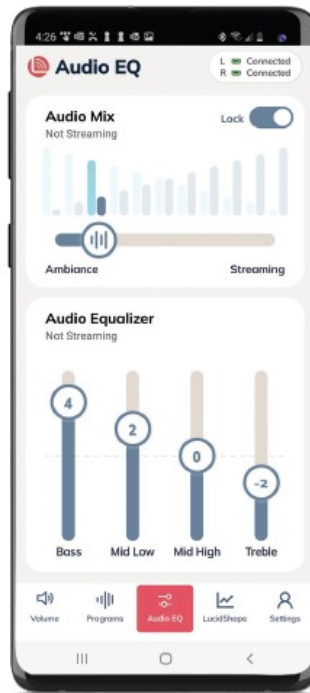 4:26
Audio EQ
L Connected
R Connected
Audio Mix
Lock
Not Streaming
Ambiance
Streaming
Audio Equalizer
Not Streaming
4
2
0
-2
Bass
Mid Low
Mid High
Treble
Volume
Programs
Audio EQ
LucidShape
Settings